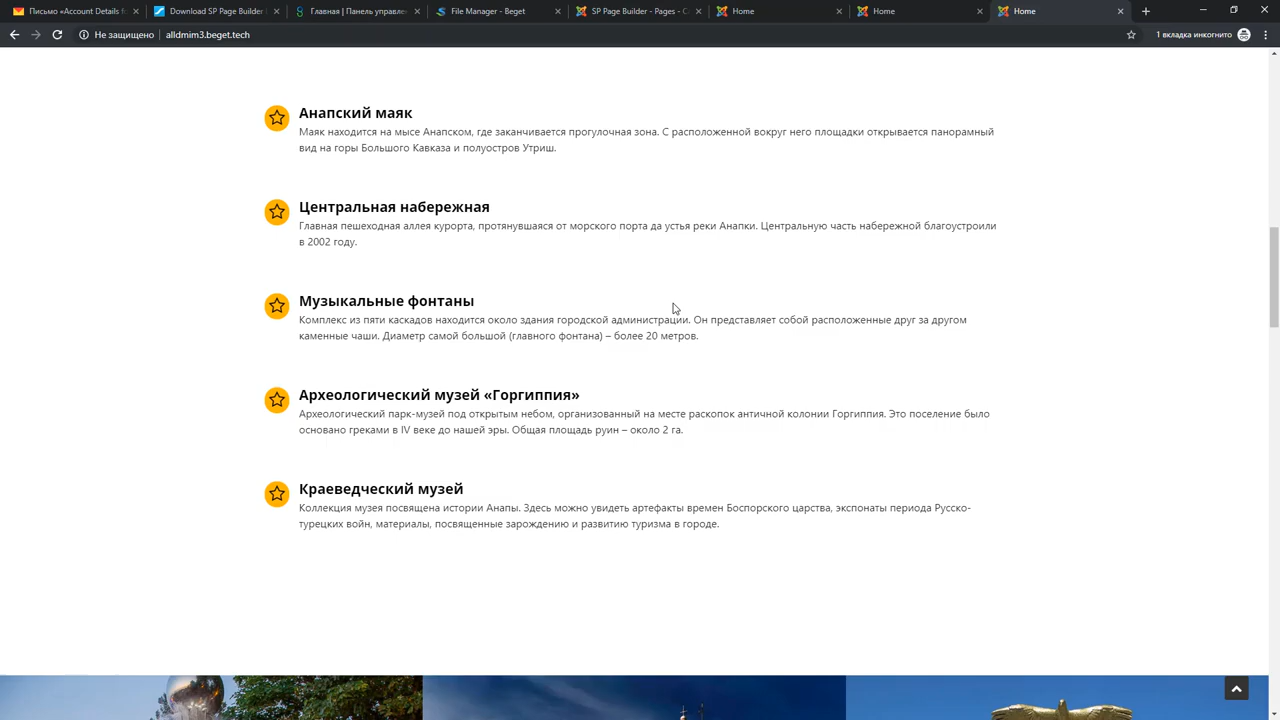 Письмо «Account Details fo
Download SP Page Builder
Главная | Панель управле
File Manager - Beget
SP Page Builder - Pages - C
Home
Home
Home
Не защищено
alldmim3.beget.tech
1 вкладка инкогнито
Анапский маяк
Маяк находится на мысе Анапском, где заканчивается прогулочная зона. С расположенной вокруг него площадки открывается панорамный
вид на горы Большого Кавказа и полуостров Утриш.
Центральная набережная
Главная пешеходная аллея курорта, протянувшаяся от морского порта да устья реки Анапки. Центральную часть набережной благоустроили
в 2002 году.
Музыкальные фонтаны
Комплекс из пяти каскадов находится около здания городской администрации. Он представляет собой расположенные друг за другом
каменные чаши. Диаметр самой большой (главного фонтана) – более 20 метров.
Археологический музей «Горгиппия»
Археологический парк-музей под открытым небом, организованный на месте раскопок античной колонии Горгиппия. Это поселение было
основано греками в IV веке до нашей эры. Общая площадь руин – около 2 га.
Краеведческий музей
Коллекция музея посвящена истории Анапы. Здесь можно увидеть артефакты времен Боспорского царства, экспонаты периода Русско-
турецких войн, материалы, посвященные зарождению и развитию туризма в городе.